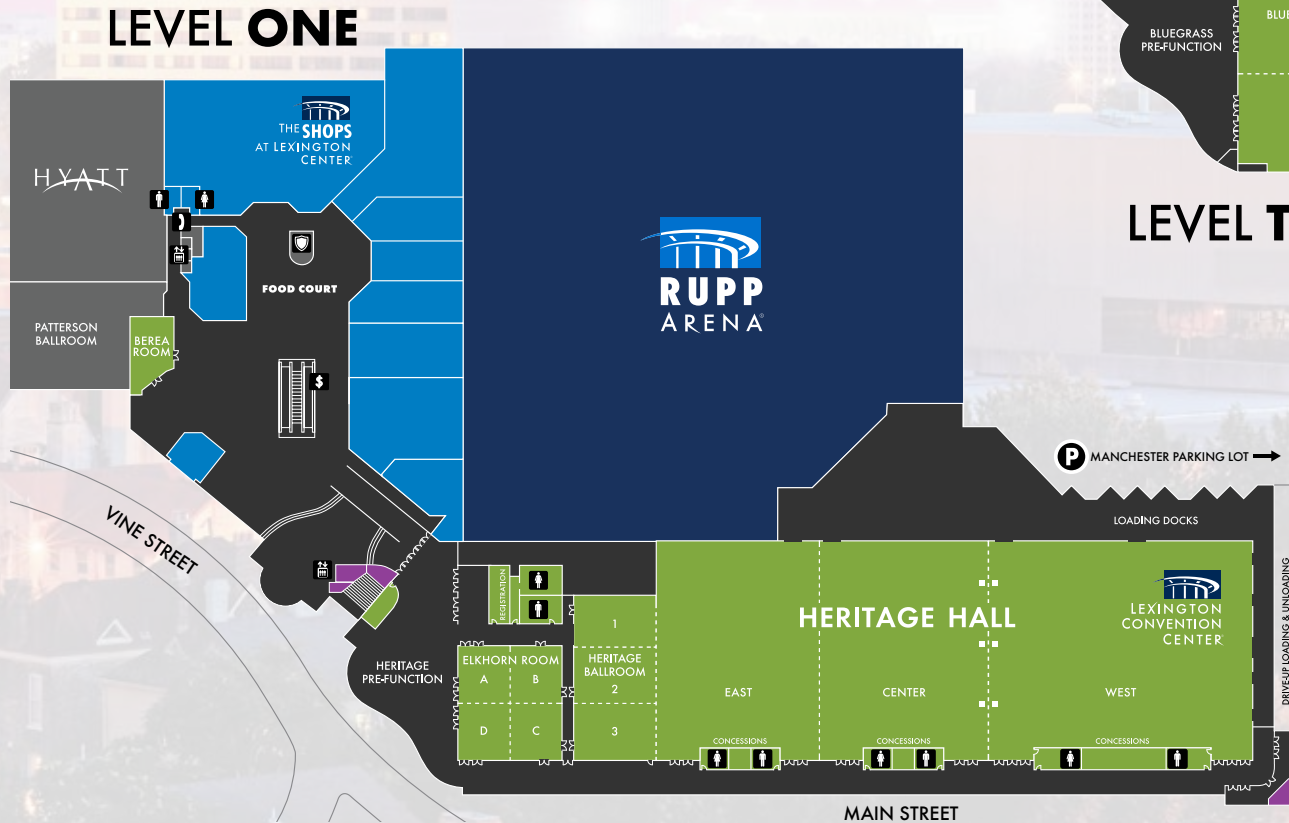 LEVEL ONE
BLUEGRASS
PRE-FUNCTION
THE SHOPS
AT LEXINGTON
CENTER
HYATT
LEVEL
FOOD COURT
RUPP
ARENA®
PATTERSON
BALLROOM
BEREA
ROOM
$
P MANCHESTER PARKING LOT
VINE STREET
LOADING DOCKS
DRIVE-UP LOADING & UNLOADING
REGISTRATION
HERITAGE HALL
LEXINGTON
CONVENTION
CENTER
HERITAGE
PRE-FUNCTION
ELKHORN ROOM
A B
D C
1
HERITAGE
BALLROOM
2
3
EAST
CENTER
WEST
CONCESSIONS
CONCESSIONS
CONCESSIONS
MAIN STREET